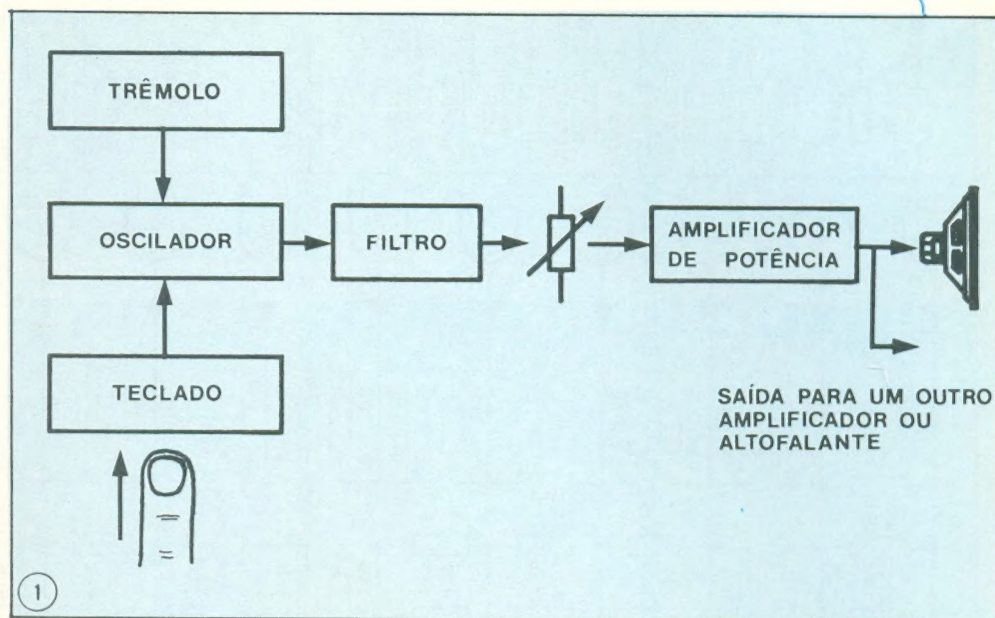 TRÊMOLO
OSCILADOR
FILTRO
AMPLIFICADOR
DE POTÊNCIA
TECLADO
SAÍDA PARA UM OUTRO
AMPLIFICADOR OU
ALTOFALANTE
1